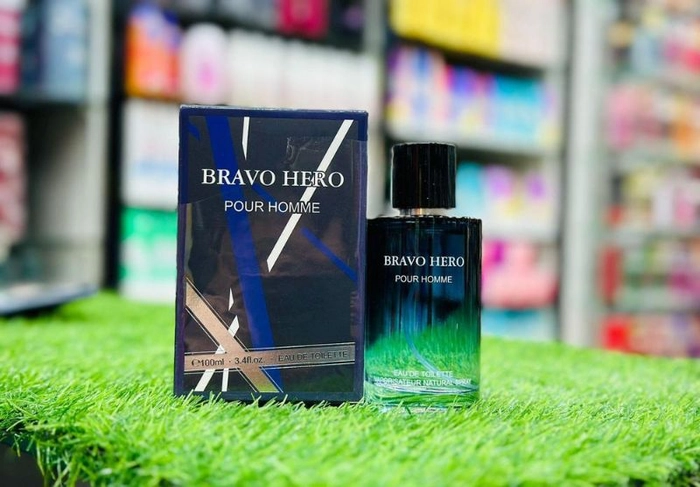 BRAVO HERO
POUR HOMME
℮100ml · 3.4fl.oz. · EAU DE TOILETTE
BRAVO HERO
POUR HOMME
EAU DE TOILETTE
VAPORISATEUR NATURAL SPRAY